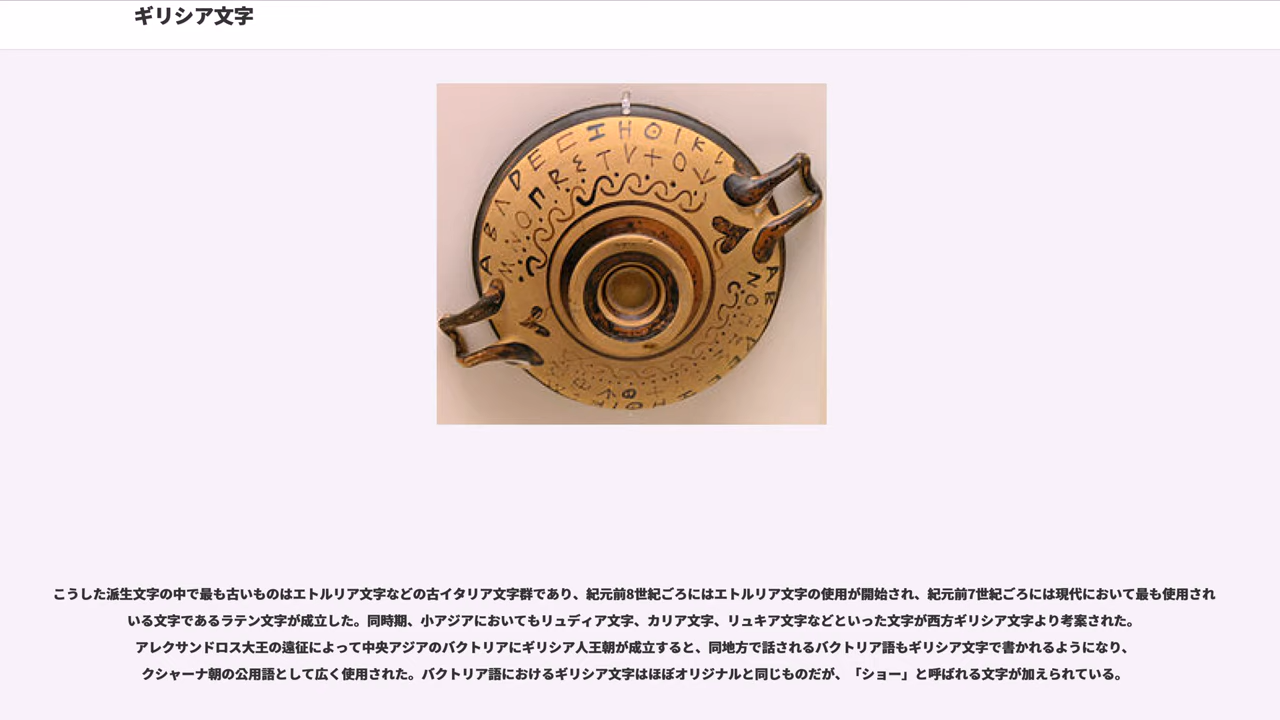 ギリシア文字
こうした派生文字の中で最も古いものはエトルリア文字などの古イタリア文字群であり、紀元前8世紀ごろにはエトルリア文字の使用が開始され、紀元前7世紀ごろには現代において最も使用され
いる文字であるラテン文字が成立した。同時期、小アジアにおいてもリュディア文字、カリア文字、リュキア文字などといった文字が西方ギリシア文字より考案された。
アレクサンドロス大王の遠征によって中央アジアのバクトリアにギリシア人王朝が成立すると、同地方で話されるバクトリア語もギリシア文字で書かれるようになり、
クシャーナ朝の公用語として広く使用された。バクトリア語におけるギリシア文字はほぼオリジナルと同じものだが、「ショー」と呼ばれる文字が加えられている。